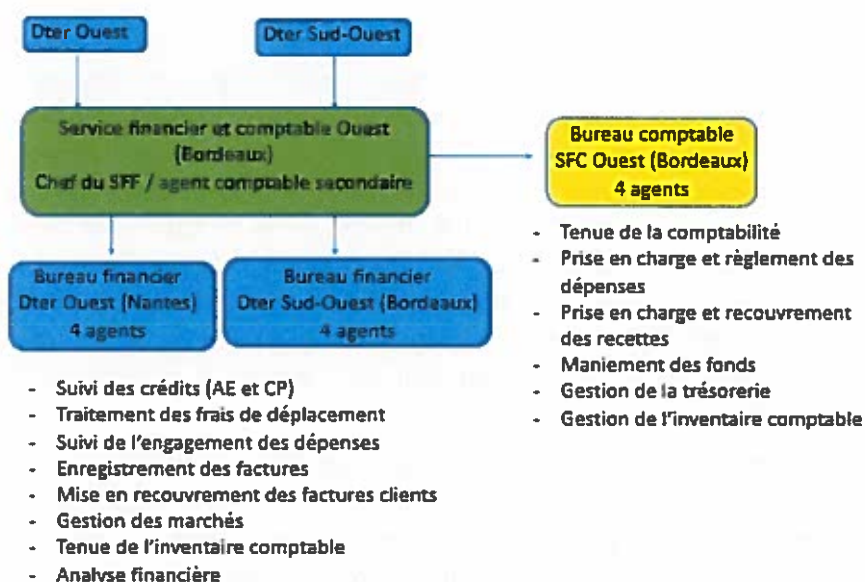 Dter Ouest
Dter Sud-Ouest
Service financier et comptable Ouest
(Bordeaux)
Chef du SFF / agent comptable secondaire
Bureau comptable
SFC Ouest (Bordeaux)
4 agents
- Tenue de la comptabilité
- Prise en charge et règlement des
dépenses
- Prise en charge et recouvrement
des recettes
- Maniement des fonds
- Gestion de la trésorerie
- Gestion de l'inventaire comptable
Bureau financier
Dter Ouest (Nantes)
4 agents
Bureau financier
Dter Sud-Ouest (Bordeaux)
4 agents
- Suivi des crédits (AE et CP)
- Traitement des frais de déplacement
- Suivi de l'engagement des dépenses
- Enregistrement des factures
- Mise en recouvrement des factures clients
- Gestion des marchés
- Tenue de l'inventaire comptable
- Analyse financière